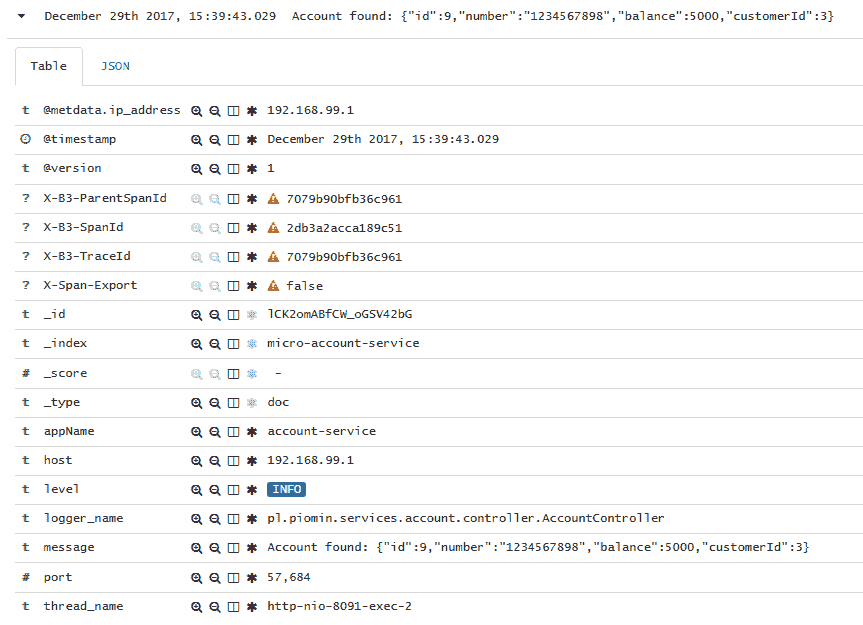 December 29th 2017, 15:39:43.029 Account found: {"id":9,"number":"1234567898","balance":5000,"customerId":3}
Table JSON
t @metdata.ip_address 192.168.99.1
@timestamp December 29th 2017, 15:39:43.029
t @version 1
? X-B3-ParentSpanId 7079b90bfb36c961
? X-B3-SpanId 2db3a2acca189c51
? X-B3-TraceId 7079b90bfb36c961
? X-Span-Export false
t _id lCK2omABfCW_oGSV42bG
t _index micro-account-service
# _score -
t _type doc
t appName account-service
t host 192.168.99.1
t level INFO
t logger_name pl.piomin.services.account.controller.AccountController
t message Account found: {"id":9,"number":"1234567898","balance":5000,"customerId":3}
# port 57,684
t thread_name http-nio-8091-exec-2